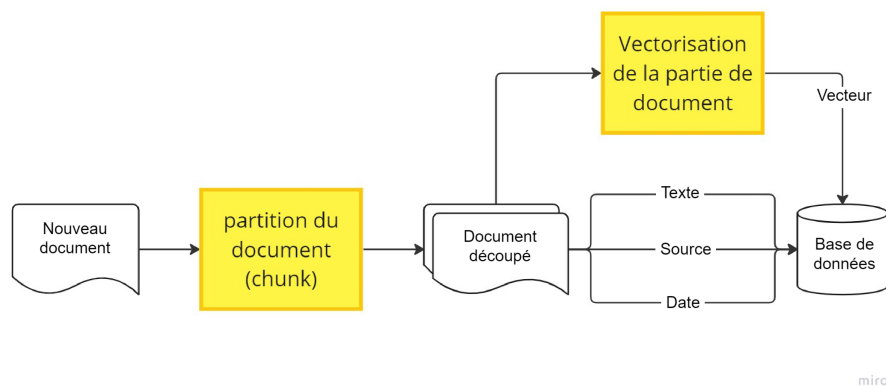 Vectorisation
de la partie de
document
Vecteur
Nouveau
document
partition du
document
(chunk)
Document
découpé
Texte
Source
Date
Base de
données
miro